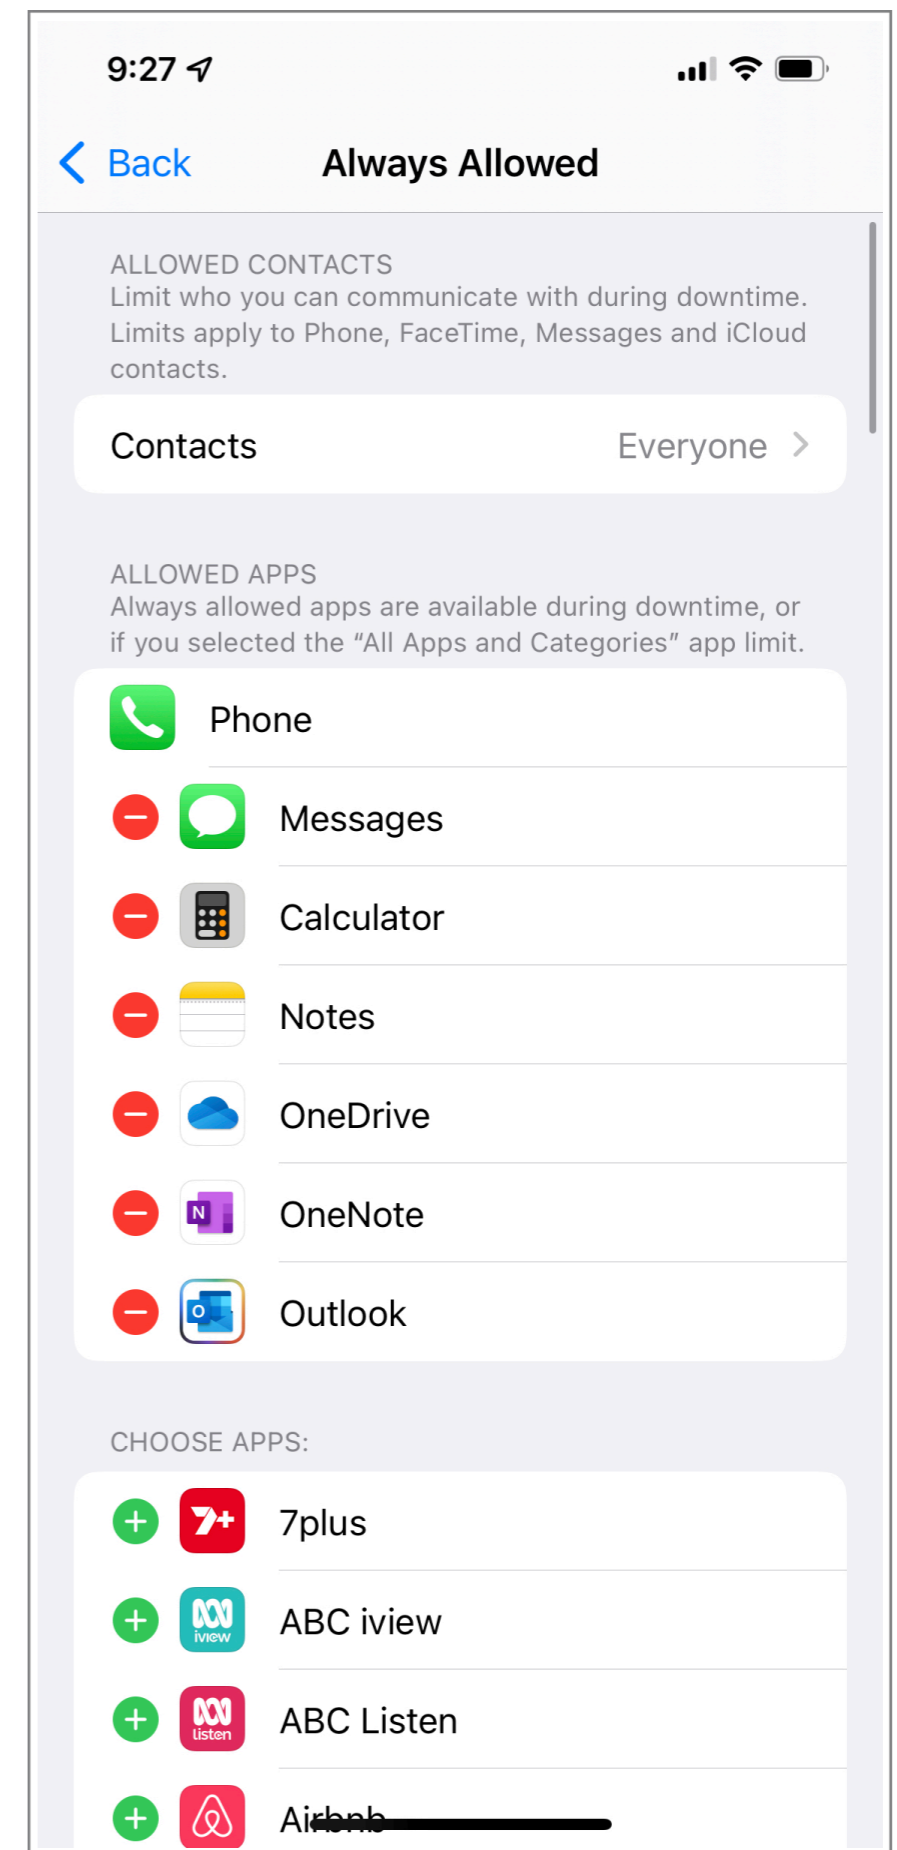 9:27
Back
Always Allowed
ALLOWED CONTACTS
Limit who you can communicate with during downtime.
Limits apply to Phone, FaceTime, Messages and iCloud
contacts.
Contacts
Everyone
ALLOWED APPS
Always allowed apps are available during downtime, or
if you selected the “All Apps and Categories” app limit.
Phone
Messages
Calculator
Notes
OneDrive
N
OneNote
O
Outlook
CHOOSE APPS:
7+
7plus
iview
ABC iview
listen
ABC Listen
Airbnb